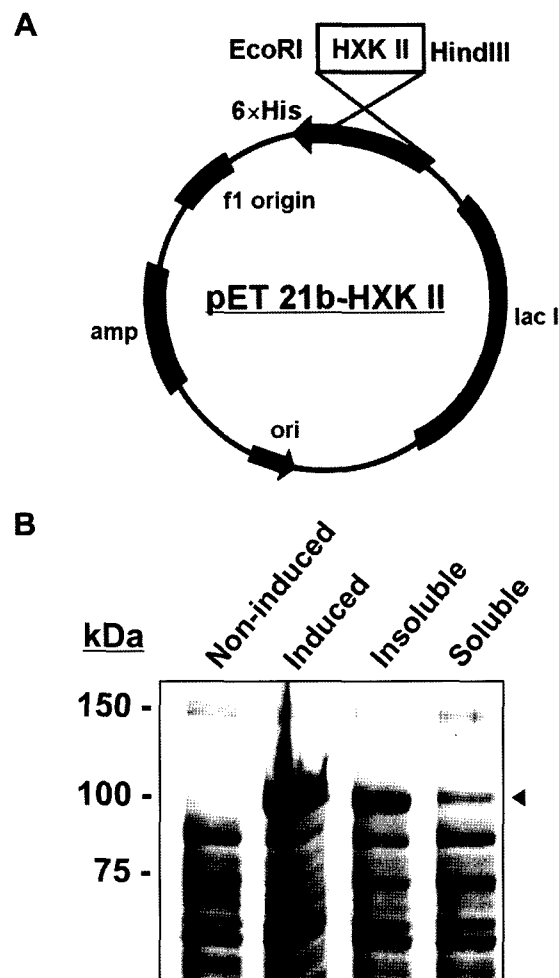 A
EcoRI HXK II HindIII
6×His
f1 origin
pET 21b-HXK II
lac I
amp
ori
B
kDa
Non-induced
Induced
Insoluble
Soluble
150 -
100 -
75 -